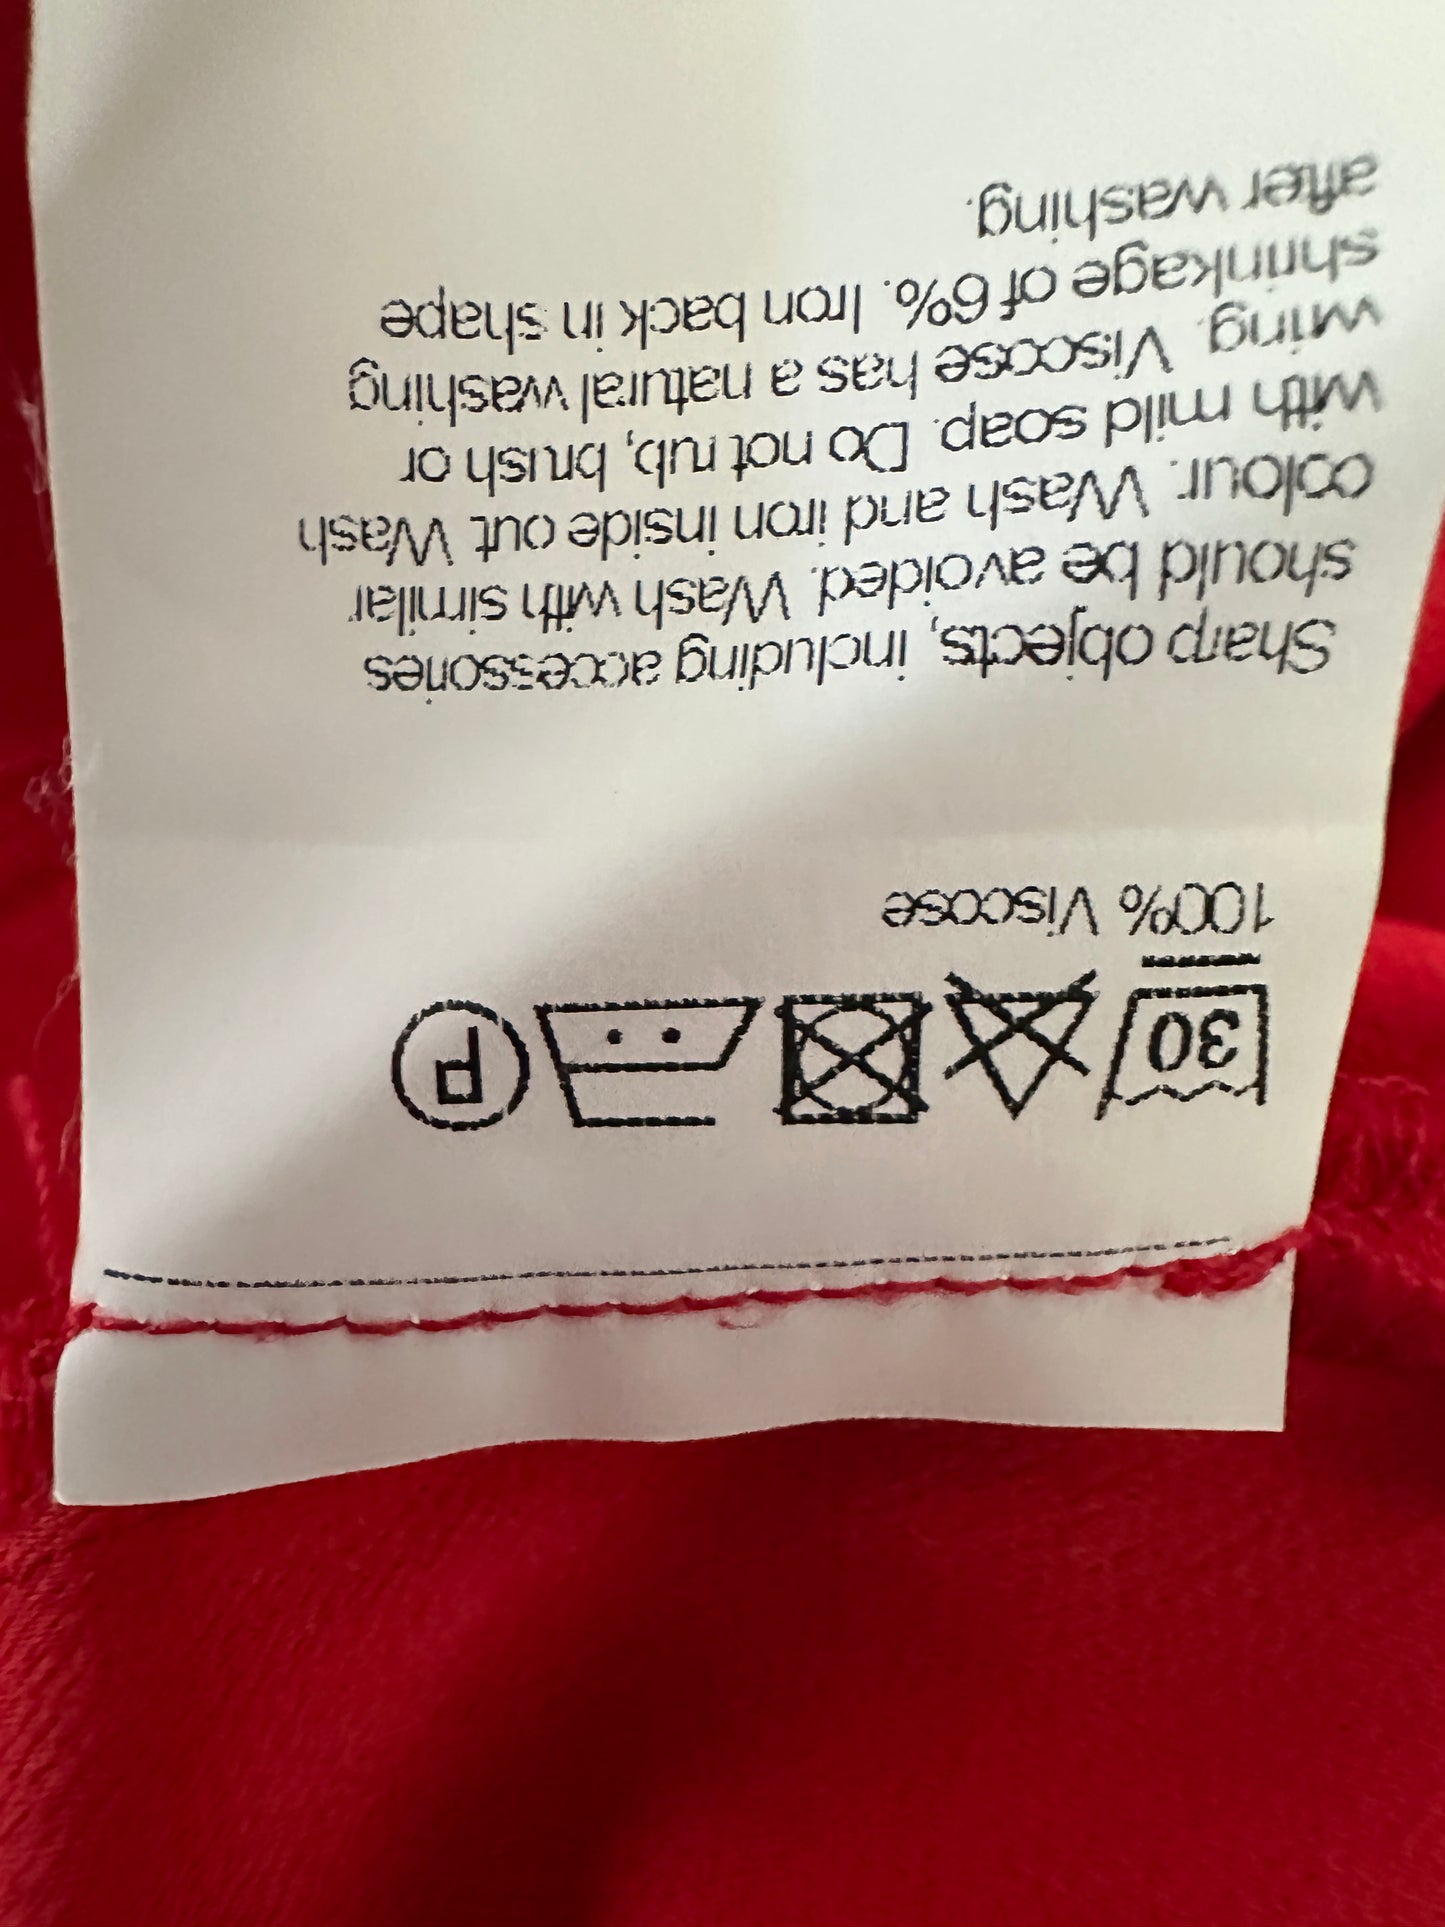 30
P
100% Viscose
Sharp objects, including accessories
should be avoided. Wash with similar
colour. Wash and iron inside out. Wash
with mild soap. Do not rub, brush or
wring. Viscose has a natural washing
shrinkage of 6%. Iron back in shape
after washing.